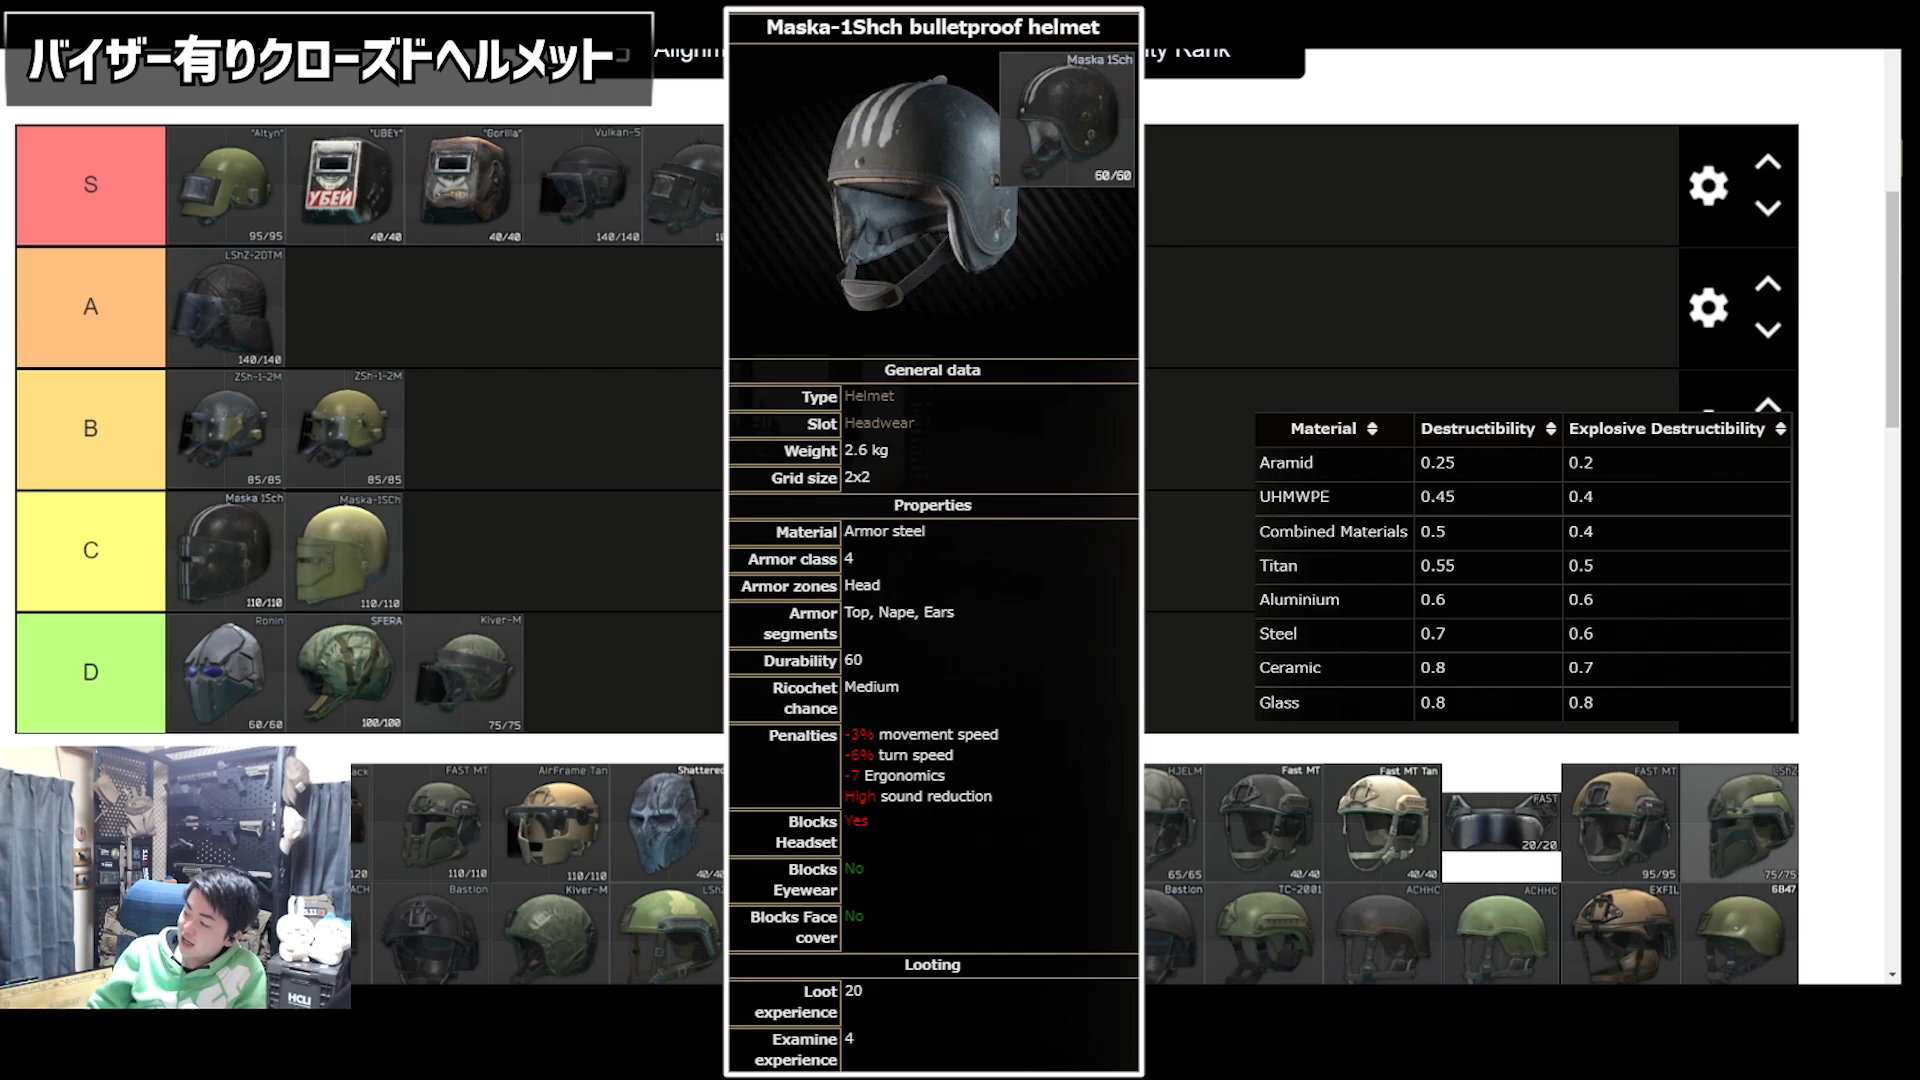 バイザー有りクローズドヘルメット
Maska-1Shch bulletproof helmet
Maska 1Sch
60/60
S
"Altyn"
95/95
"UBEY"
УБЕЙ
40/40
"Gorilla"
40/40
Vulkan-5
140/140
A
LShZ-2DTM
140/140
B
ZSh-1-2M
85/85
ZSh-1-2M
85/85
C
Maska 1Sch
110/110
Maska-1Sch
110/110
D
Ronin
60/60
SFERA
100/100
Kiver-M
75/75
General data
Type Helmet
Slot Headwear
Weight 2.6 kg
Grid size 2x2
Properties
Material Armor steel
Armor class 4
Armor zones Head
Armor segments Top, Nape, Ears
Durability 60
Ricochet chance Medium
Penalties -3% movement speed
-6% turn speed
-7 Ergonomics
High sound reduction
Blocks Headset Yes
Blocks Eyewear No
Blocks Face cover No
Looting
Loot experience 20
Examine experience 4
Material Destructibility Explosive Destructibility
Aramid 0.25 0.2
UHMWPE 0.45 0.4
Combined Materials 0.5 0.4
Titan 0.55 0.5
Aluminium 0.6 0.6
Steel 0.7 0.6
Ceramic 0.8 0.7
Glass 0.8 0.8
FAST MT
110/110
AirFrame Tan
110/110
Shattered
40/40
HJELM
65/65
Fast MT
40/40
Fast MT Tan
40/40
FAST
20/20
FAST MT
95/95
LShZ
75/75
Bastion
Kiver-M
LShZ
Bastion
TC-2001
ACHHC
ACHHC
EXFIL
6B47
HCLI